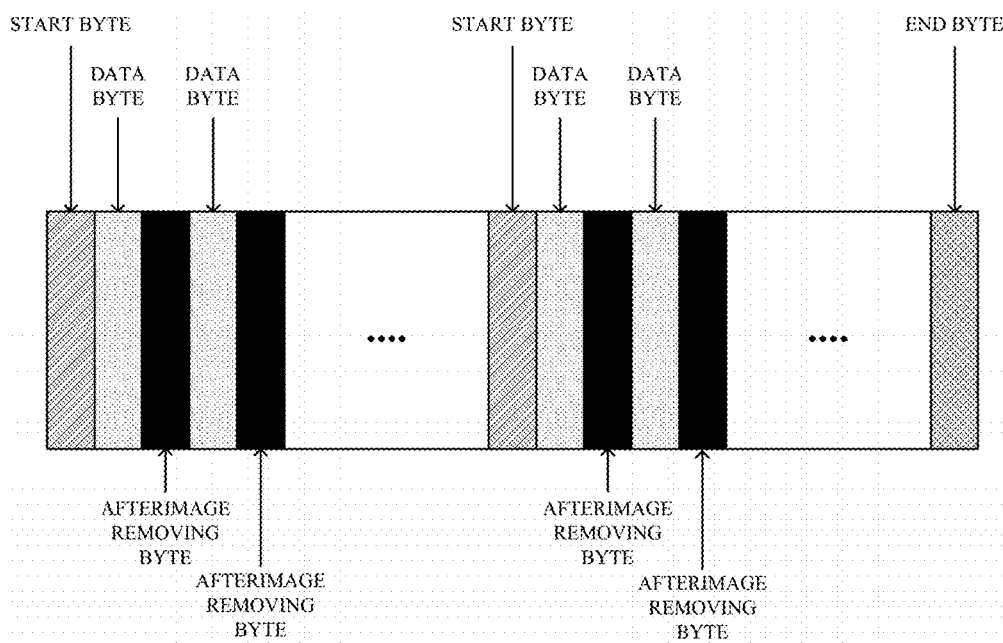 START BYTE
START BYTE
END BYTE
DATA
BYTE
DATA
BYTE
DATA
BYTE
DATA
BYTE
AFTERIMAGE
REMOVING
BYTE
AFTERIMAGE
REMOVING
BYTE
AFTERIMAGE
REMOVING
BYTE
AFTERIMAGE
REMOVING
BYTE